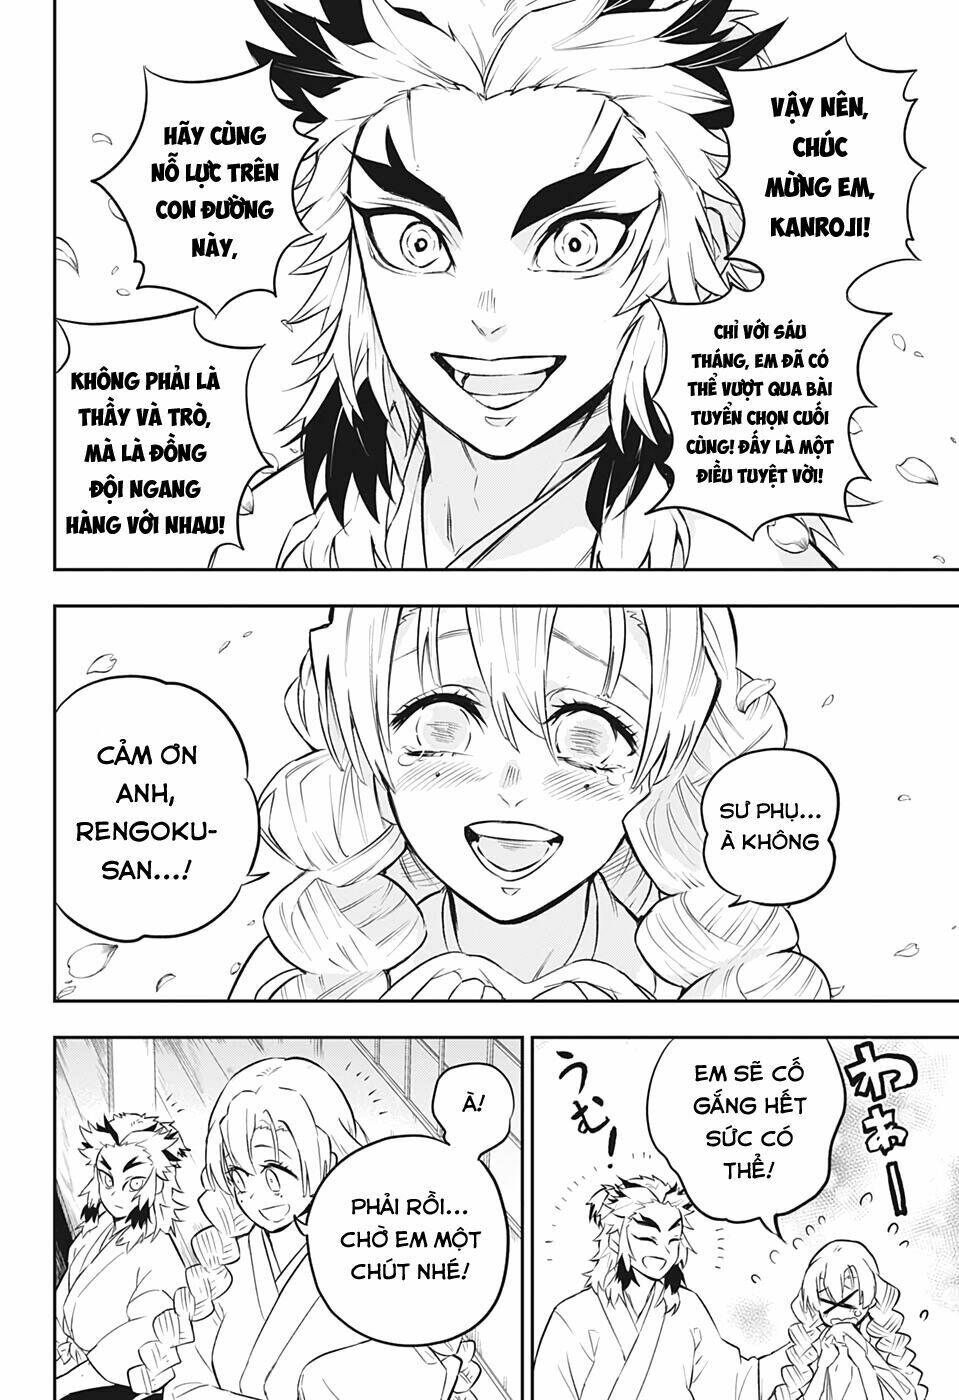 VẬY NÊN,
CHÚC
MỪNG EM,
KANROJI!
CHỈ VỚI SÁU
THÁNG, EM ĐÃ CÓ
THỂ VƯỢT QUA BÀI
TUYỂN CHỌN CUỐI
CÙNG! ĐẤY LÀ MỘT
ĐIỀU TUYỆT VỜI!
HÃY CÙNG
NỖ LỰC TRÊN
CON ĐƯỜNG
NÀY,
KHÔNG PHẢI LÀ
THẦY VÀ TRÒ,
MÀ LÀ ĐỒNG
ĐỘI NGANG
HÀNG VỚI NHAU!
SƯ PHỤ...
À KHÔNG
CẢM ƠN
ANH,
RENGOKU-
SAN...!
わぁー
EM SẼ CỐ
GẮNG HẾT
SỨC CÓ
THỂ!
うむ!
À!
PHẢI RỒI...
CHỜ EM MỘT
CHÚT NHÉ!